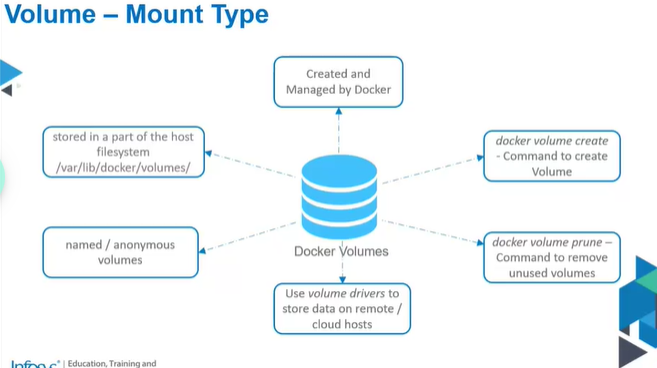 Volume – Mount Type
Created and
Managed by Docker
stored in a part of the host
filesystem
/var/lib/docker/volumes/
docker volume create
- Command to create
Volume
named / anonymous
volumes
Docker Volumes
docker volume prune –
Command to remove
unused volumes
Use volume drivers to
store data on remote /
cloud hosts
| Education, Training and